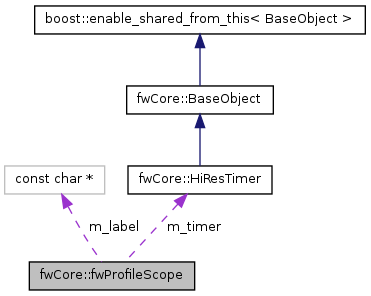 boost::enable_shared_from_this< BaseObject >
fwCore::BaseObject
const char *
fwCore::HiResTimer
m_label
m_timer
fwCore::fwProfileScope